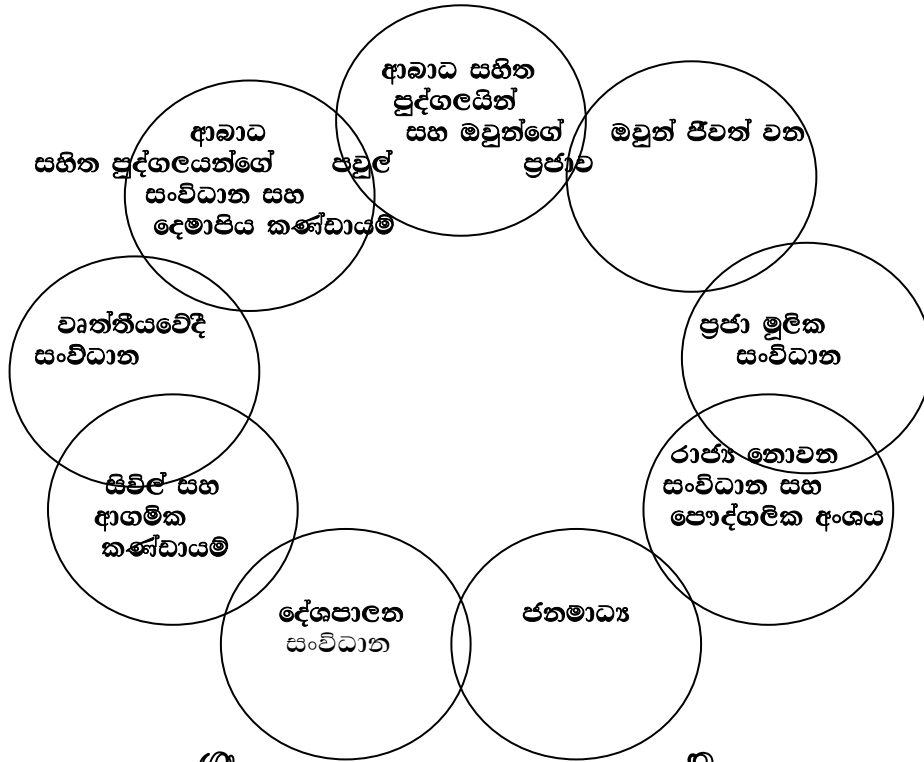 ආබාධ සහිත
පුද්ගලයින්
සහ ඔවුන්ගේ
පවුල්
ඔවුන් ජීවත් වන
ප්‍රජාව
ප්‍රජා මූලික
සංවිධාන
රාජ්‍ය නොවන
සංවිධාන සහ
පෞද්ගලික අංශය
ජනමාධ්‍ය
දේශපාලන
සංවිධාන
සිවිල් සහ
ආගමික
කණ්ඩායම්
වෘත්තීයවේදී
සංවිධාන
ආබාධ
සහිත පුද්ගලයන්ගේ
සංවිධාන සහ
දෙමාපිය කණ්ඩායම්